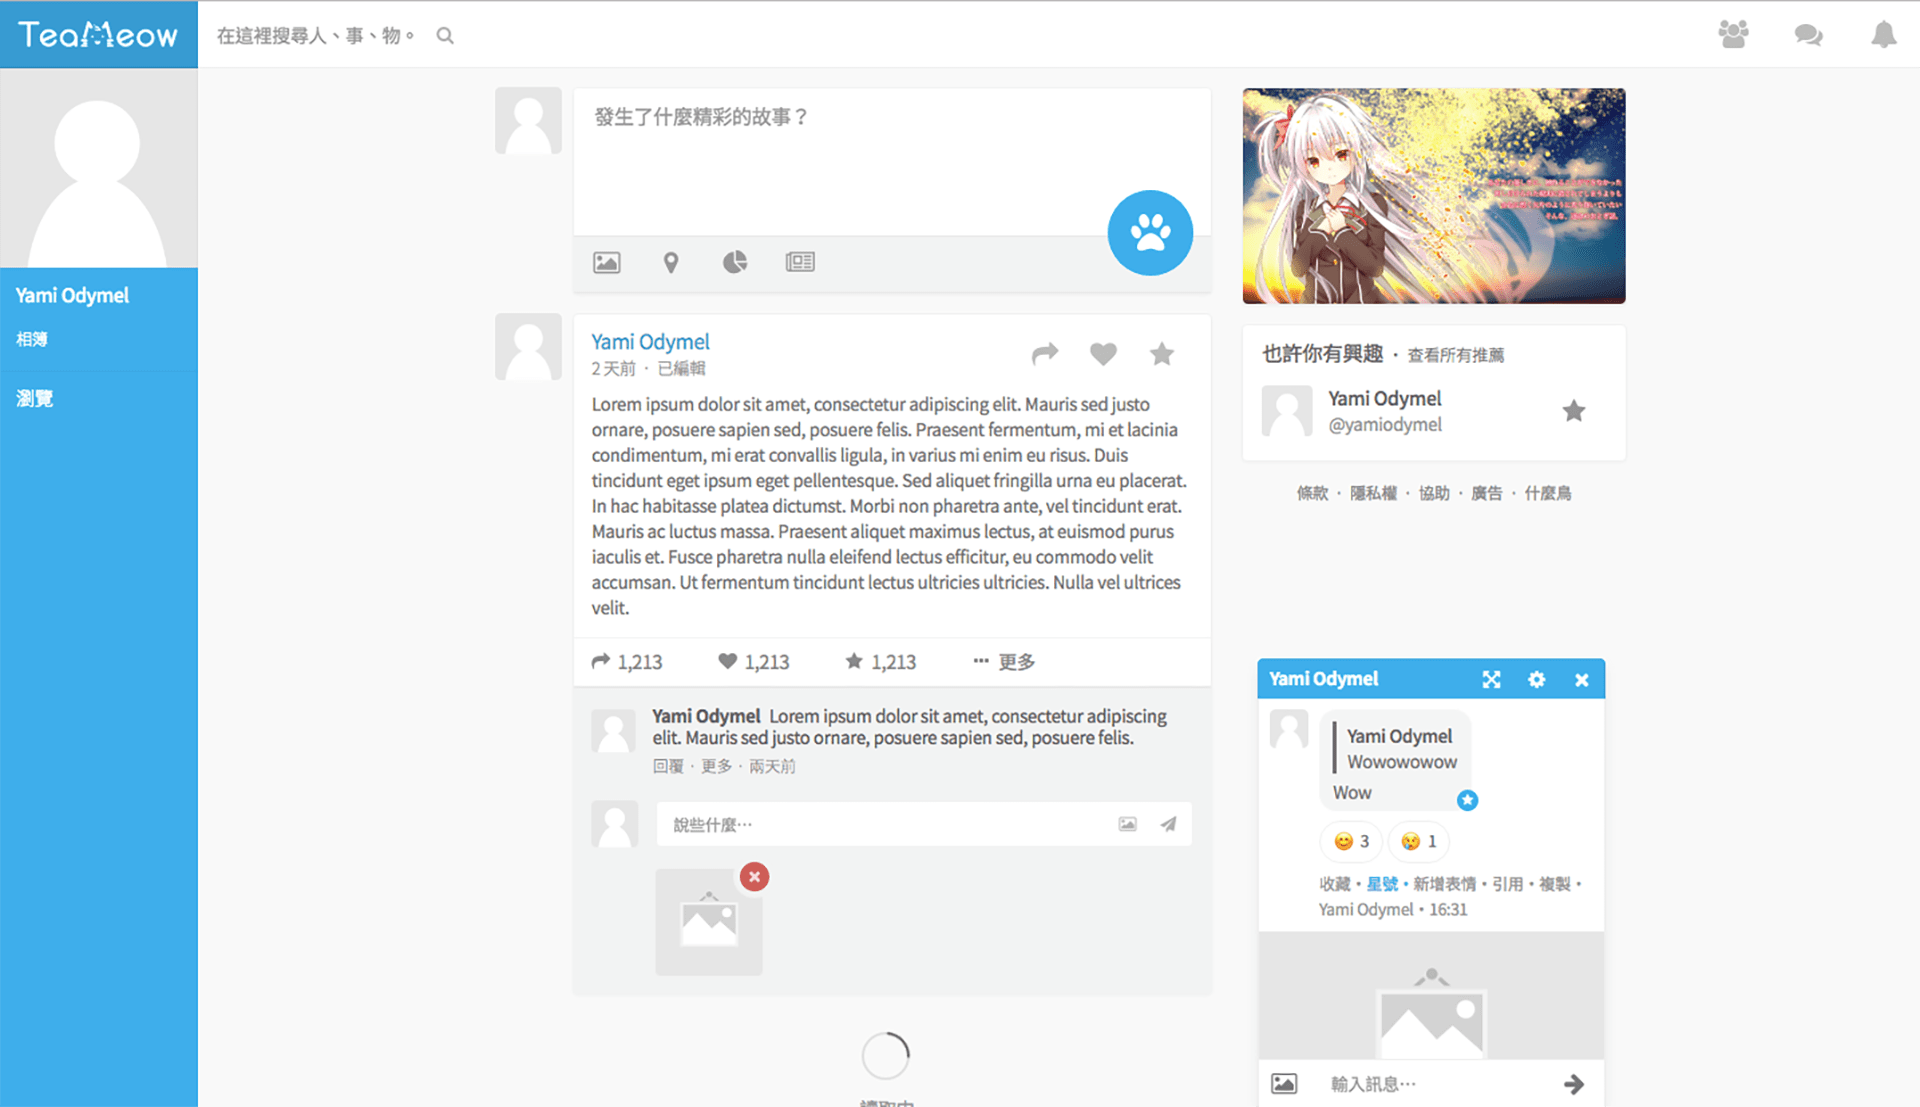 TeaMeow
在這裡搜尋人、事、物。
Yami Odymel
相簿
瀏覽
發生了什麼精彩的故事？
Yami Odymel
2 天前 · 已編輯
Lorem ipsum dolor sit amet, consectetur adipiscing elit. Mauris sed justo
ornare, posuere sapien sed, posuere felis. Praesent fermentum, mi et lacinia
condimentum, mi erat convallis ligula, in varius mi enim eu risus. Duis
tincidunt eget ipsum eget pellentesque. Sed aliquet fringilla urna eu placerat.
In hac habitasse platea dictumst. Morbi non pharetra ante, vel tincidunt erat.
Mauris ac luctus massa. Praesent aliquet maximus lectus, at euismod purus
iaculis et. Fusce pharetra nulla eleifend lectus efficitur, eu commodo velit
accumsan. Ut fermentum tincidunt lectus ultricies ultricies. Nulla vel ultrices
velit.
1,213 1,213 1,213 ··· 更多
Yami Odymel Lorem ipsum dolor sit amet, consectetur adipiscing
elit. Mauris sed justo ornare, posuere sapien sed, posuere felis.
回覆 · 更多 · 兩天前
說些什麼…
讀取中
也許你有興趣 · 查看所有推薦
Yami Odymel
@yamiodymel
條款 · 隱私權 · 協助 · 廣告 · 什麼鳥
Yami Odymel
Yami Odymel
Wowowowow
Wow
😊 3 😢 1
收藏・星號・新增表情・引用・複製・
Yami Odymel・16:31
輸入訊息…